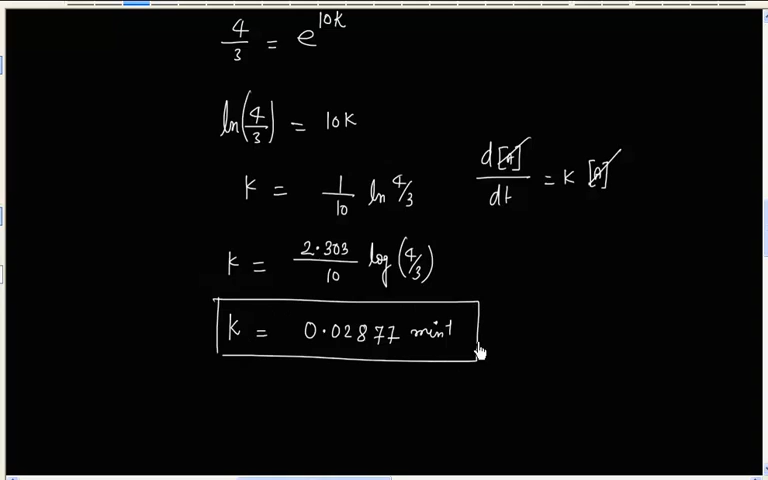 4/3 = e^10K
ln(4/3) = 10K
K = 1/10 ln 4/3
d[A]/dt = K [A]
K = 2.303/10 log(4/3)
K = 0.02877 min⁻¹